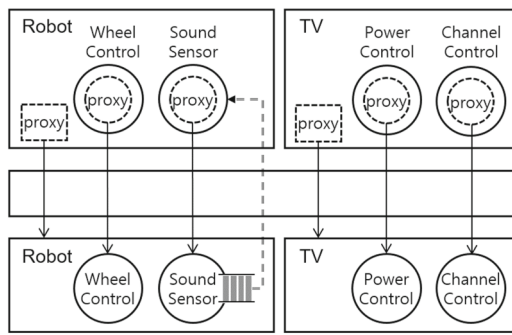 Robot
Wheel
Control
Sound
Sensor
proxy
proxy
proxy
TV
Power
Control
Channel
Control
proxy
proxy
proxy
Robot
Wheel
Control
Sound
Sensor
TV
Power
Control
Channel
Control